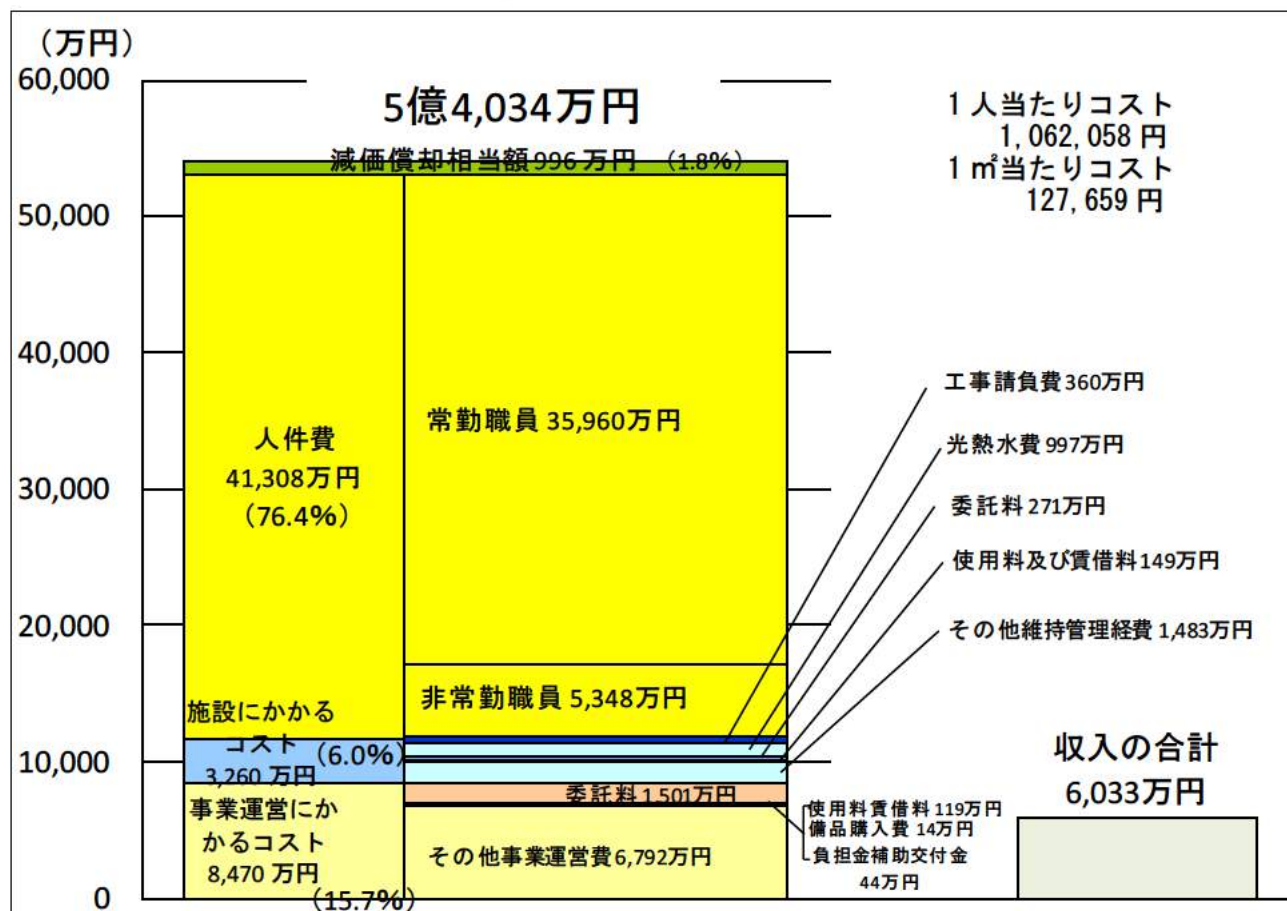 （万円）
60,000
50,000
40,000
30,000
20,000
10,000
0
5億4,034万円
減価償却相当額996万円 （1.8%）
人件費
41,308万円
（76.4%）
常勤職員 35,960万円
非常勤職員 5,348万円
施設にかかる
コスト
3,260 万円
（6.0%）
事業運営にか
かるコスト
8,470 万円
（15.7%）
委託料 1,501万円
その他事業運営費6,792万円
1人当たりコスト
1,062,058 円
1㎡当たりコスト
127,659 円
工事請負費 360万円
光熱水費 997万円
委託料 271万円
使用料及び賃借料 149万円
その他維持管理経費 1,483万円
使用料賃借料 119万円
備品購入費 14万円
負担金補助交付金
44万円
収入の合計
6,033万円